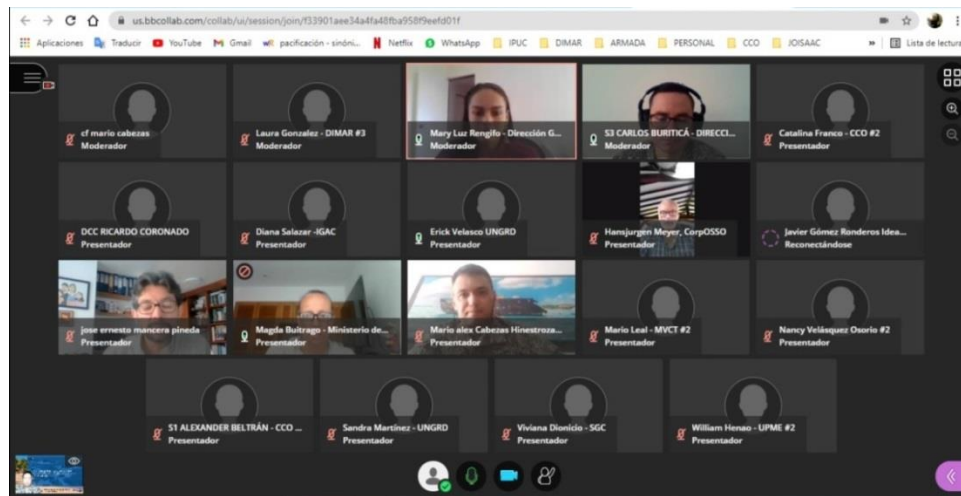 us.bbcollab.com/collab/ui/session/join/f33901aee34a4fa48fba958f9eefd01f
Aplicaciones Traducir YouTube Gmail pacificación - sinóni... Netflix WhatsApp IPUC DIMAR ARMADA PERSONAL CCO JOISAAC » Lista de lectura
cf mario cabezas
Moderador
Laura Gonzalez - DIMAR #3
Moderador
Mary Luz Rengifo - Dirección G...
Moderador
S3 CARLOS BURITICÁ - DIRECCI...
Moderador
Catalina Franco - CCO #2
Presentador
DCC RICARDO CORONADO
Presentador
Diana Salazar -IGAC
Presentador
Erick Velasco UNGRD
Presentador
Hansjurgen Meyer, CorpOSSO
Presentador
Javier Gómez Ronderos Idea...
Reconectándose
jose ernesto mancera pineda
Presentador
Magda Buitrago - Ministerio de...
Presentador
Mario alex Cabezas Hinestroza...
Presentador
Mario Leal - MVCT #2
Presentador
Nancy Velásquez Osorio #2
Presentador
S1 ALEXANDER BELTRÁN - CCO ...
Presentador
Sandra Martinez - UNGRD
Presentador
Viviana Dionicio - SGC
Presentador
William Henao - UPME #2
Presentador